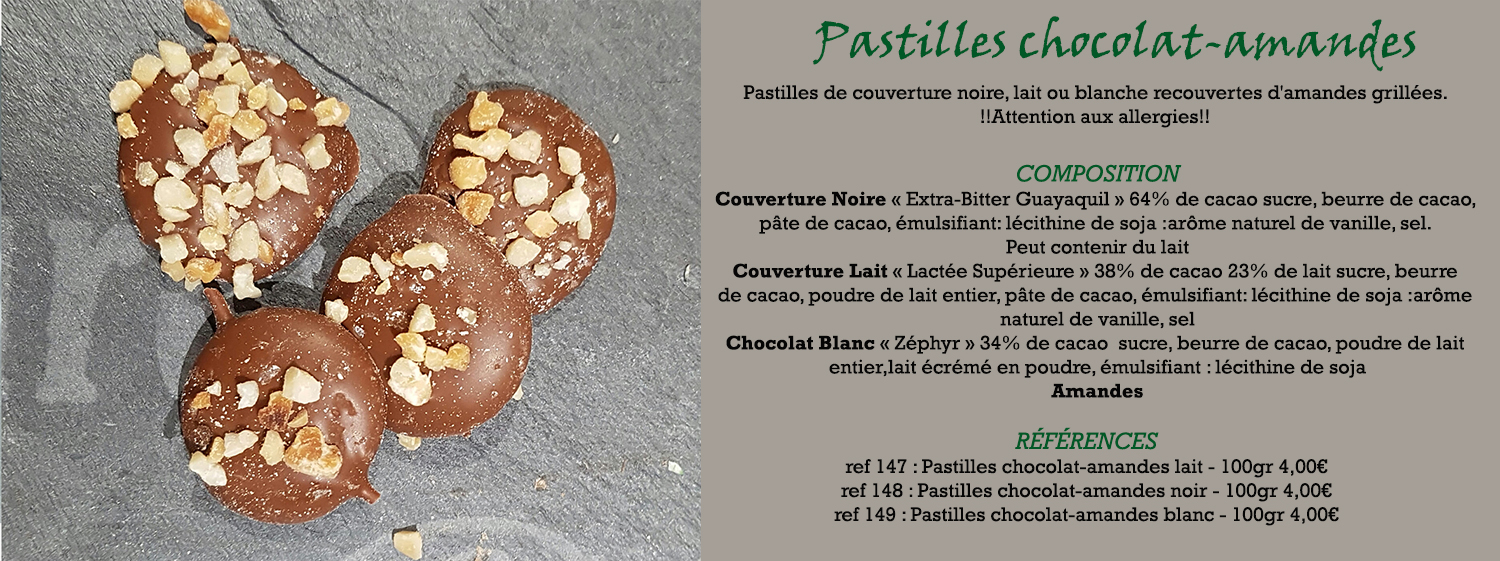 Pastilles chocolat-amandes
Pastilles de couverture noire, lait ou blanche recouvertes d'amandes grillées.
!!Attention aux allergies!!
COMPOSITION
Couverture Noire « Extra-Bitter Guayaquil » 64% de cacao sucre, beurre de cacao,
pâte de cacao, émulsifiant: lécithine de soja :arôme naturel de vanille, sel.
Peut contenir du lait
Couverture Lait « Lactée Supérieure » 38% de cacao 23% de lait sucre, beurre
de cacao, poudre de lait entier, pâte de cacao, émulsifiant: lécithine de soja :arôme
naturel de vanille, sel
Chocolat Blanc « Zéphyr » 34% de cacao  sucre, beurre de cacao, poudre de lait
entier,lait écrémé en poudre, émulsifiant : lécithine de soja
Amandes
RÉFÉRENCES
ref 147 : Pastilles chocolat-amandes lait - 100gr 4,00€
ref 148 : Pastilles chocolat-amandes noir - 100gr 4,00€
ref 149 : Pastilles chocolat-amandes blanc - 100gr 4,00€